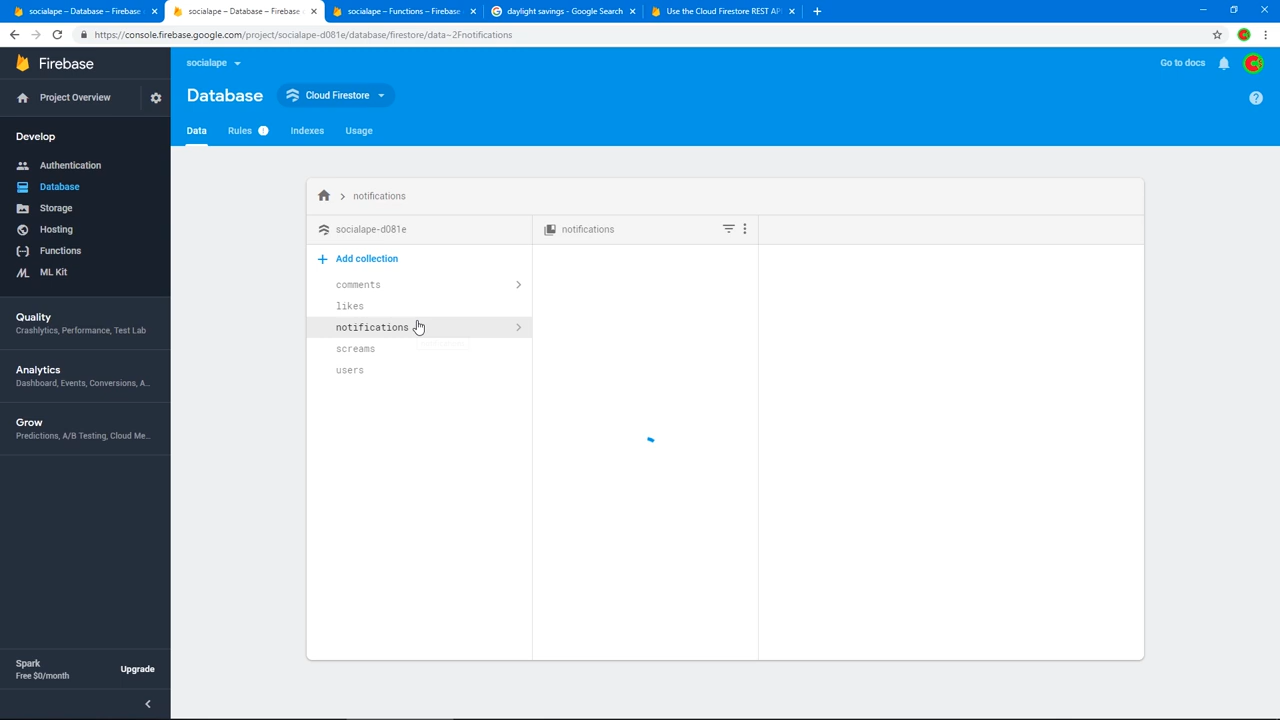 socialape – Database – Firebase
socialape – Database – Firebase
socialape – Functions – Firebase
daylight savings - Google Search
Use the Cloud Firestore REST AP
https://console.firebase.google.com/project/socialape-d081e/database/firestore/data~2Fnotifications
Firebase
socialape
Go to docs
Project Overview
Database
Cloud Firestore
Data
Rules
Indexes
Usage
Develop
Authentication
Database
Storage
Hosting
Functions
ML Kit
Quality
Crashlytics, Performance, Test Lab
Analytics
Dashboard, Events, Conversions, A...
Grow
Predictions, A/B Testing, Cloud Me...
Spark
Free $0/month
Upgrade
notifications
socialape-d081e
notifications
Add collection
comments
likes
notifications
screams
users